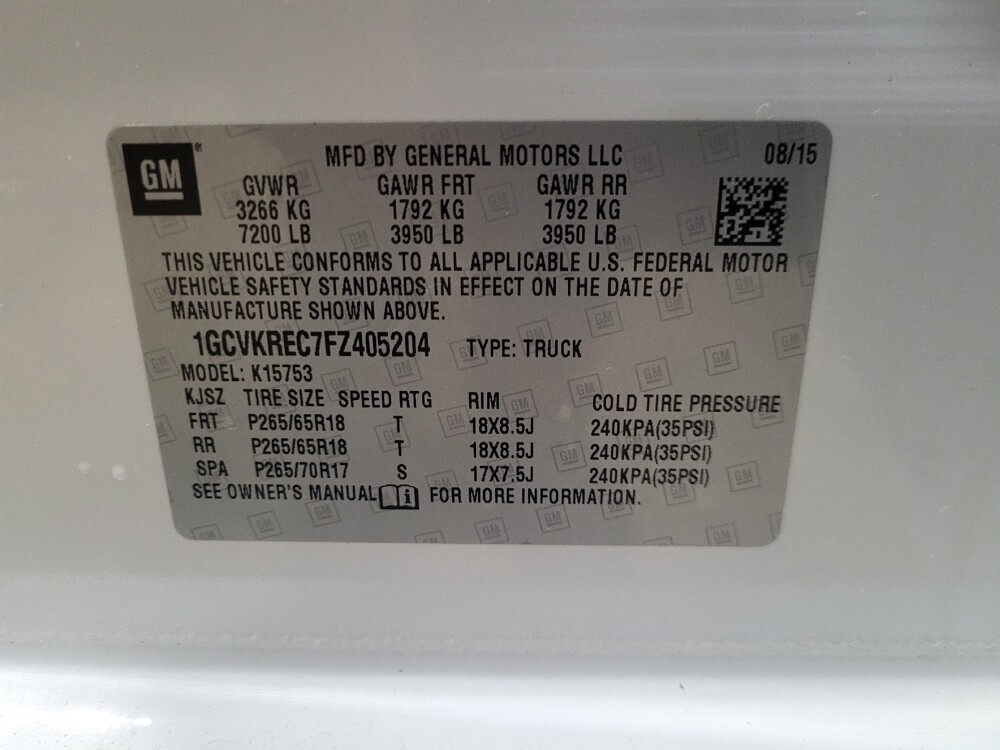 GM
MFD BY GENERAL MOTORS LLC 08/15
GVWR GAWR FRT GAWR RR
3266 KG 1792 KG 1792 KG
7200 LB 3950 LB 3950 LB
THIS VEHICLE CONFORMS TO ALL APPLICABLE U.S. FEDERAL MOTOR
VEHICLE SAFETY STANDARDS IN EFFECT ON THE DATE OF
MANUFACTURE SHOWN ABOVE.
1GCVKREC7FZ405204 TYPE: TRUCK
MODEL: K15753
KJSZ TIRE SIZE SPEED RTG RIM COLD TIRE PRESSURE
FRT P265/65R18 T 18X8.5J 240KPA(35PSI)
RR P265/65R18 T 18X8.5J 240KPA(35PSI)
SPA P265/70R17 S 17X7.5J 240KPA(35PSI)
SEE OWNER'S MANUAL i FOR MORE INFORMATION.